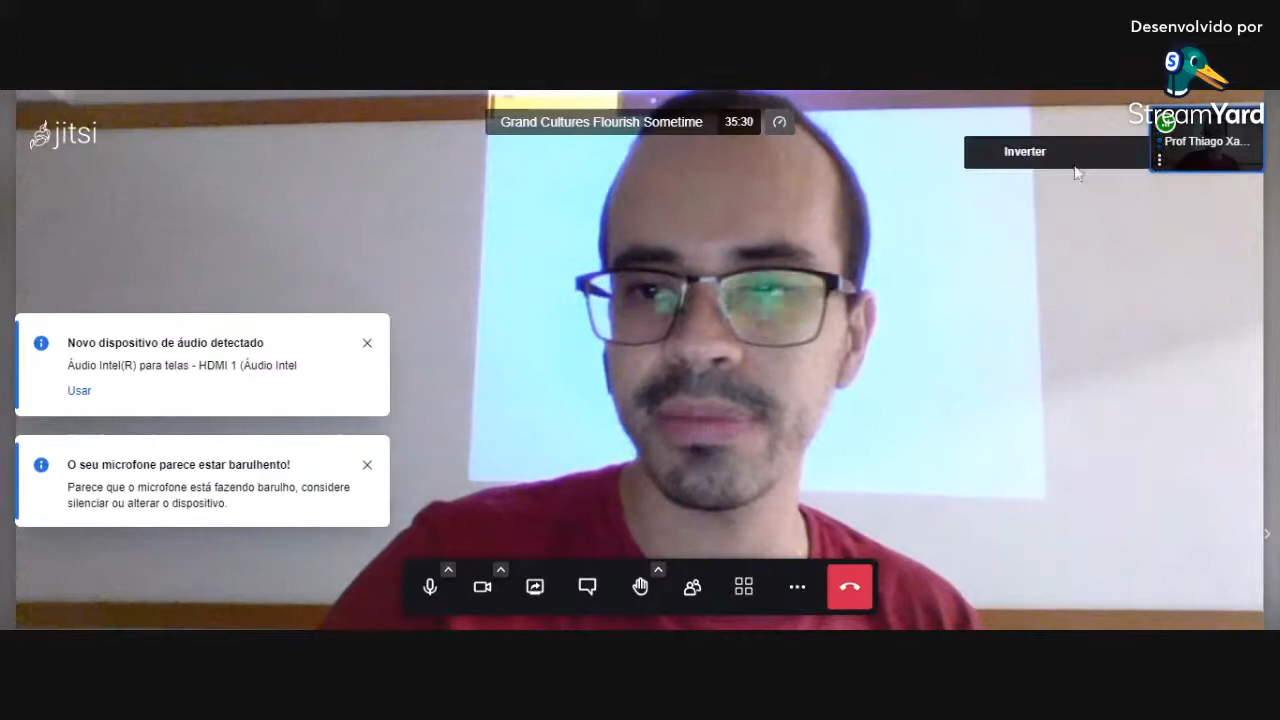 Desenvolvido por
StreamYard
jitsi
Grand Cultures Flourish Sometime 35:30
Inverter
Prof Thiago Xa...
Novo dispositivo de áudio detectado
Áudio Intel(R) para telas - HDMI 1 (Áudio Intel
Usar
O seu microfone parece estar barulhento!
Parece que o microfone está fazendo barulho, considere
silenciar ou alterar o dispositivo.